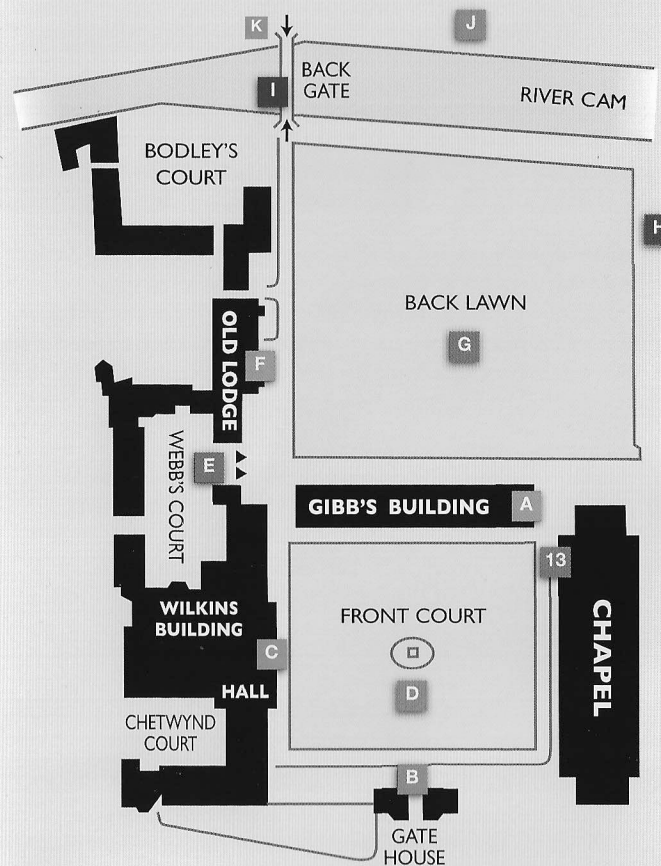 K
J
BACK
GATE
I
RIVER CAM
BODLEY'S
COURT
H
BACK LAWN
OLD LODGE
G
F
WEBB'S COURT
E
GIBB'S BUILDING
A
13
WILKINS
BUILDING
FRONT COURT
CHAPEL
C
HALL
D
CHETWYND
COURT
B
GATE
HOUSE